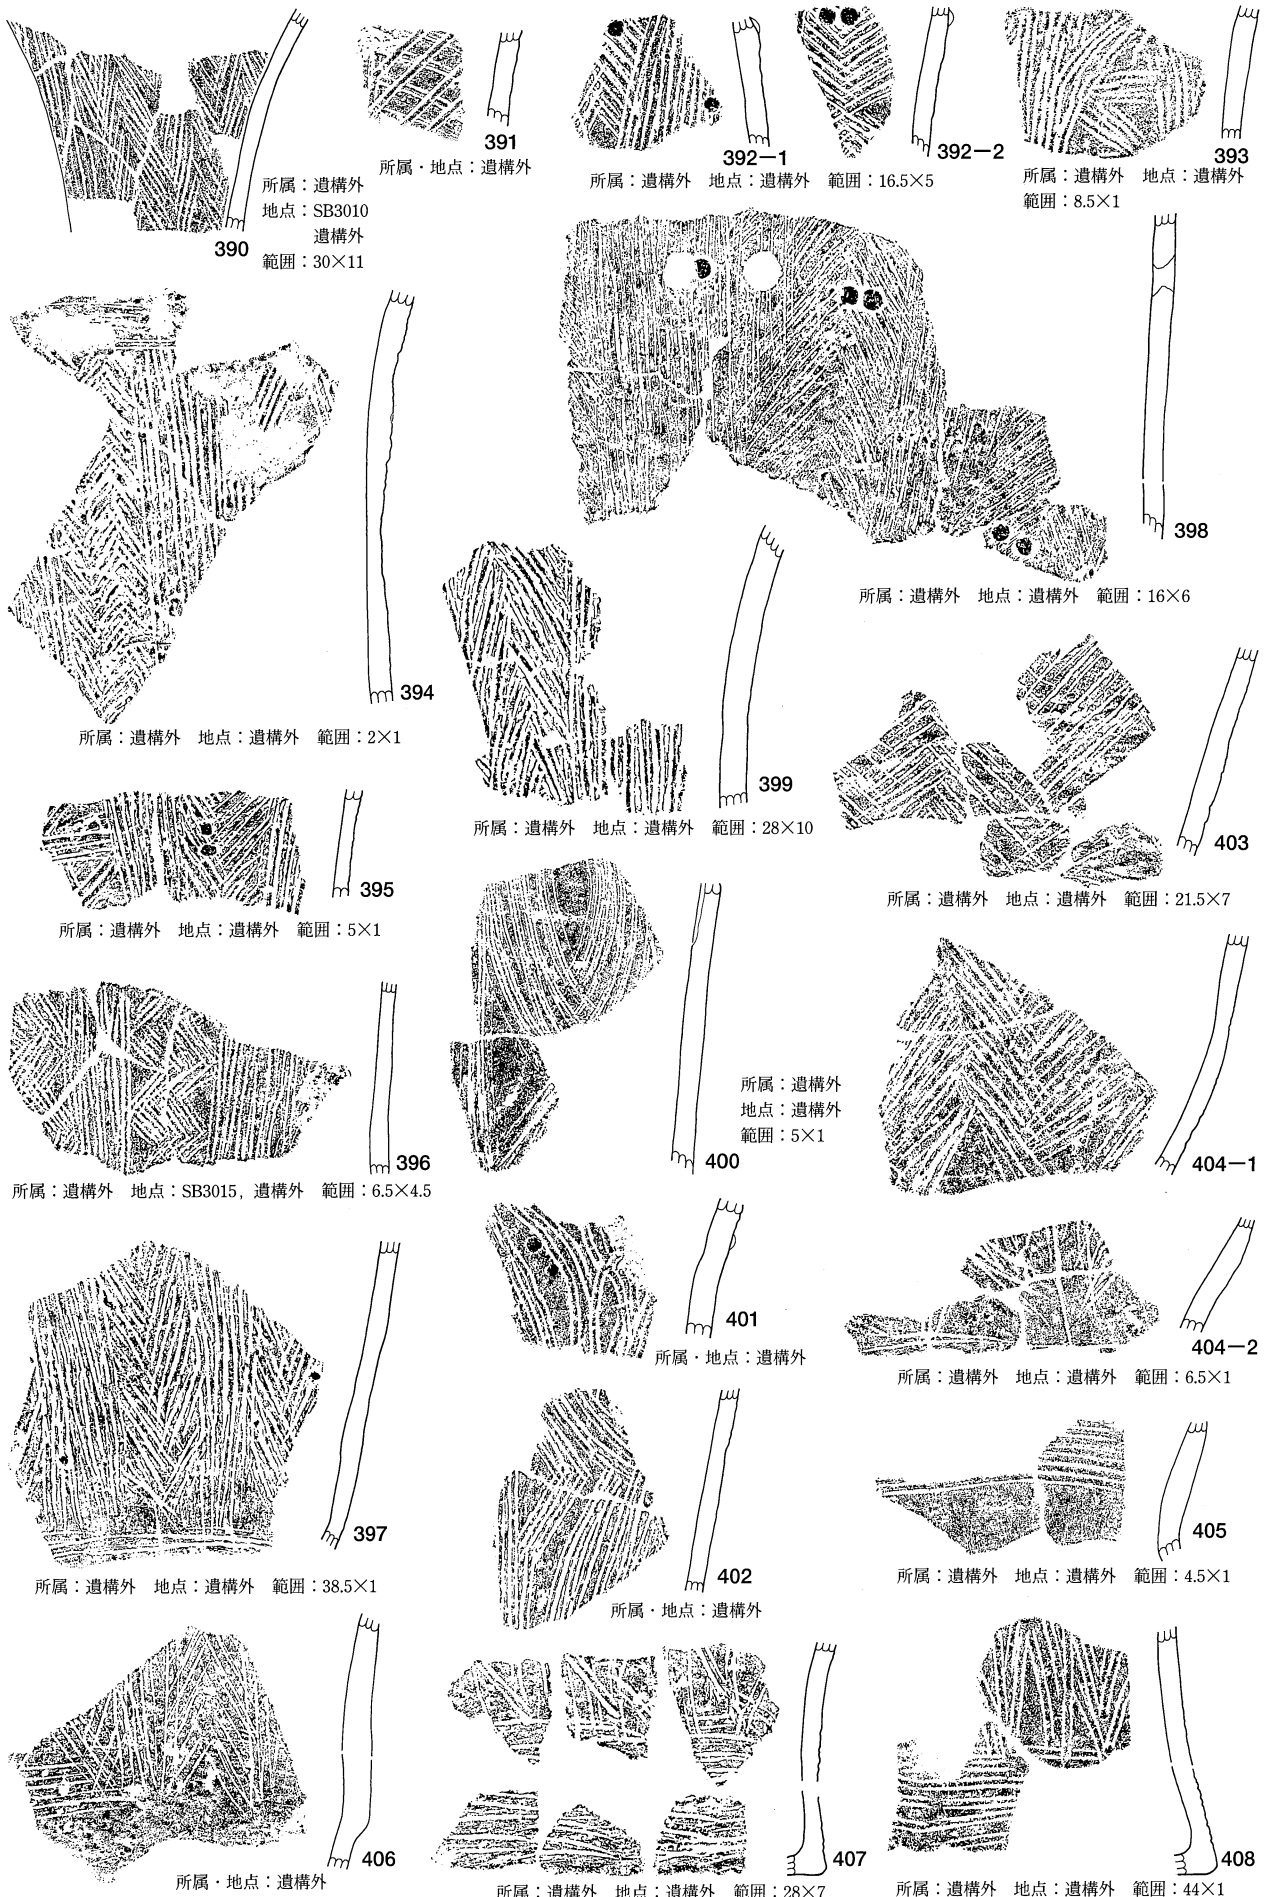 390
所属：遺構外
地点：SB3010
遺構外
範囲：30×11
391
所属・地点：遺構外
392－1
392－2
所属：遺構外　地点：遺構外　範囲：16.5×5
393
所属：遺構外　地点：遺構外
範囲：8.5×1
394
所属：遺構外　地点：遺構外　範囲：2×1
398
所属：遺構外　地点：遺構外　範囲：16×6
399
所属：遺構外　地点：遺構外　範囲：28×10
403
所属：遺構外　地点：遺構外　範囲：21.5×7
395
所属：遺構外　地点：遺構外　範囲：5×1
400
所属：遺構外
地点：遺構外
範囲：5×1
396
所属：遺構外　地点：SB3015，遺構外　範囲：6.5×4.5
404－1
404－2
所属：遺構外　地点：遺構外　範囲：6.5×1
401
所属・地点：遺構外
397
所属：遺構外　地点：遺構外　範囲：38.5×1
402
所属・地点：遺構外
405
所属：遺構外　地点：遺構外　範囲：4.5×1
406
所属・地点：遺構外
407
所属：遺構外　地点：遺構外　範囲：28×7
408
所属：遺構外　地点：遺構外　範囲：44×1